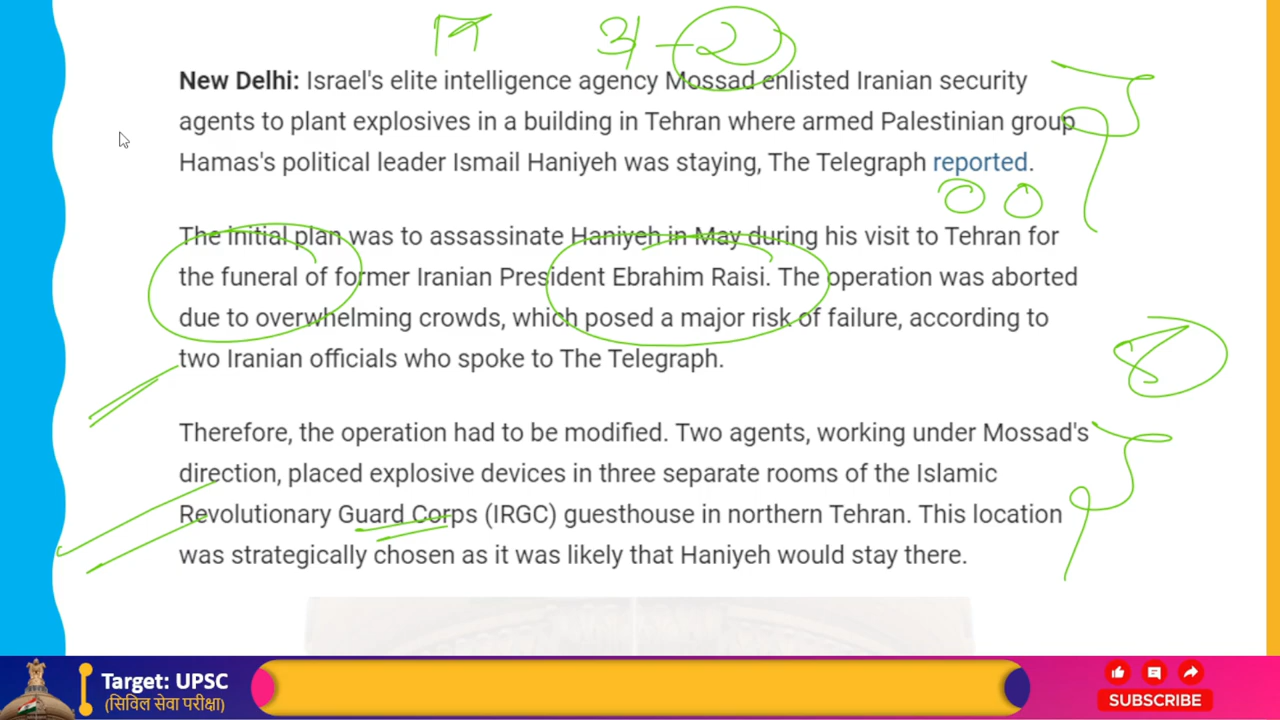 3 - 2
New Delhi: Israel's elite intelligence agency Mossad enlisted Iranian security
agents to plant explosives in a building in Tehran where armed Palestinian group
Hamas's political leader Ismail Haniyeh was staying, The Telegraph reported.
The initial plan was to assassinate Haniyeh in May during his visit to Tehran for
the funeral of former Iranian President Ebrahim Raisi. The operation was aborted
due to overwhelming crowds, which posed a major risk of failure, according to
two Iranian officials who spoke to The Telegraph.
Therefore, the operation had to be modified. Two agents, working under Mossad's
direction, placed explosive devices in three separate rooms of the Islamic
Revolutionary Guard Corps (IRGC) guesthouse in northern Tehran. This location
was strategically chosen as it was likely that Haniyeh would stay there.
Target: UPSC
(सिविल सेवा परीक्षा)
SUBSCRIBE